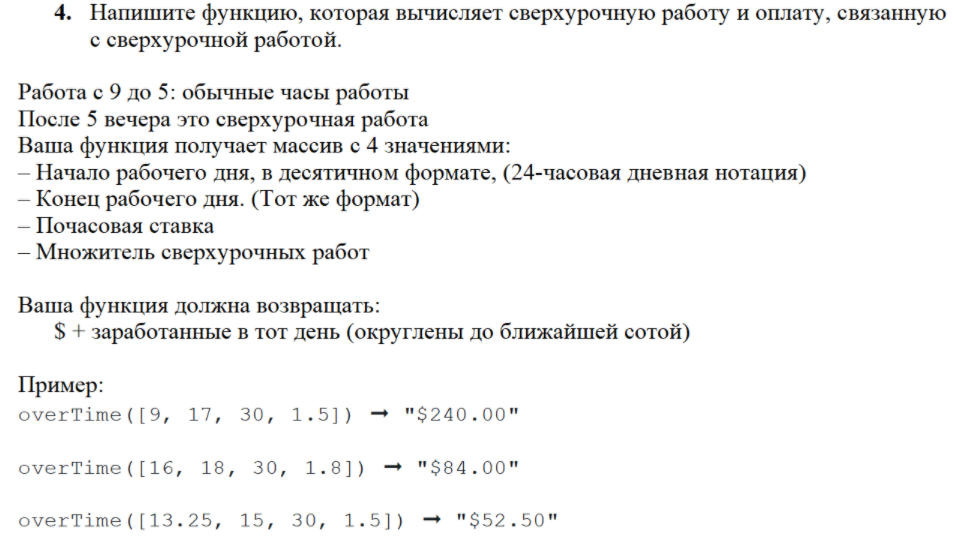 4. Напишите функцию, которая вычисляет сверхурочную работу и оплату, связанную
с сверхурочной работой.
Работа с 9 до 5: обычные часы работы
После 5 вечера это сверхурочная работа
Ваша функция получает массив с 4 значениями:
– Начало рабочего дня, в десятичном формате, (24-часовая дневная нотация)
– Конец рабочего дня. (Тот же формат)
– Почасовая ставка
– Множитель сверхурочных работ
Ваша функция должна возвращать:
$ + заработанные в тот день (округлены до ближайшей сотой)
Пример:
overTime([9, 17, 30, 1.5]) ➞ "$240.00"
overTime([16, 18, 30, 1.8]) ➞ "$84.00"
overTime([13.25, 15, 30, 1.5]) ➞ "$52.50"